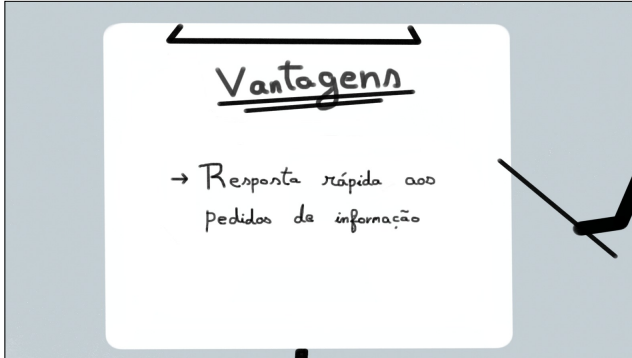 Vantagens
→ Resposta rápida aos
pedidos de informação